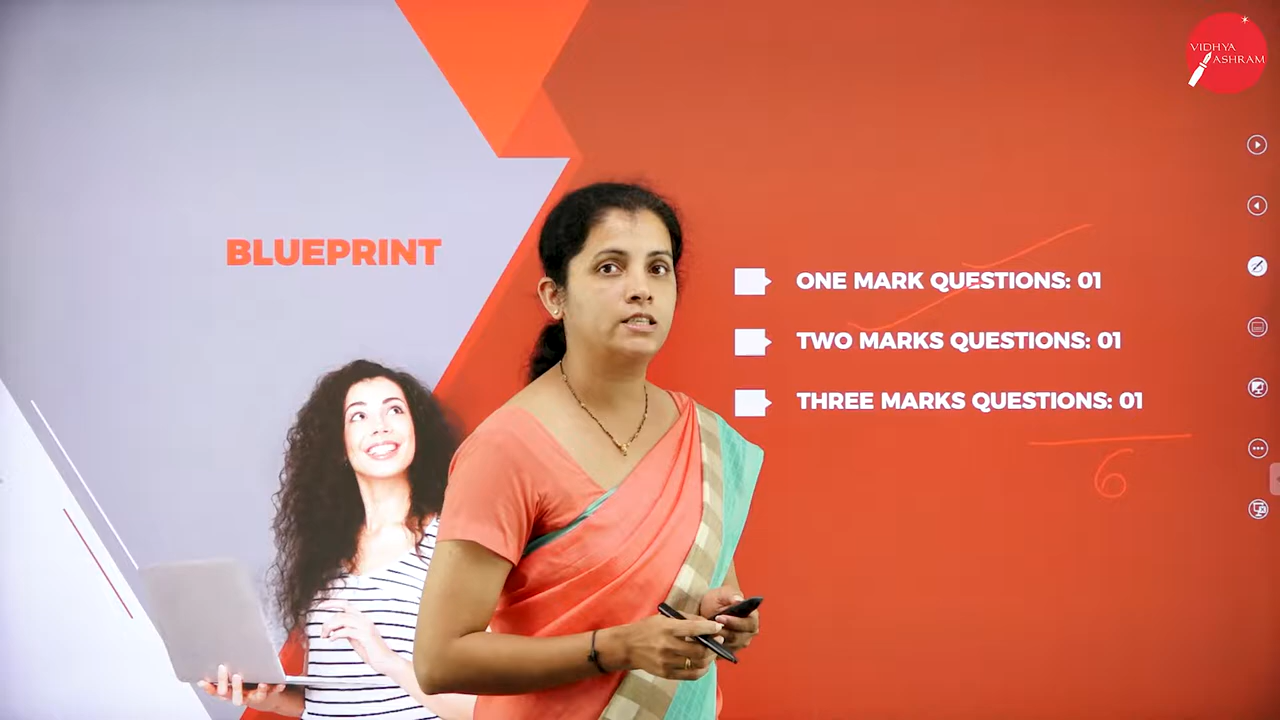 VIDHYA
ASHRAM
BLUEPRINT
ONE MARK QUESTIONS: 01
TWO MARKS QUESTIONS: 01
THREE MARKS QUESTIONS: 01
6